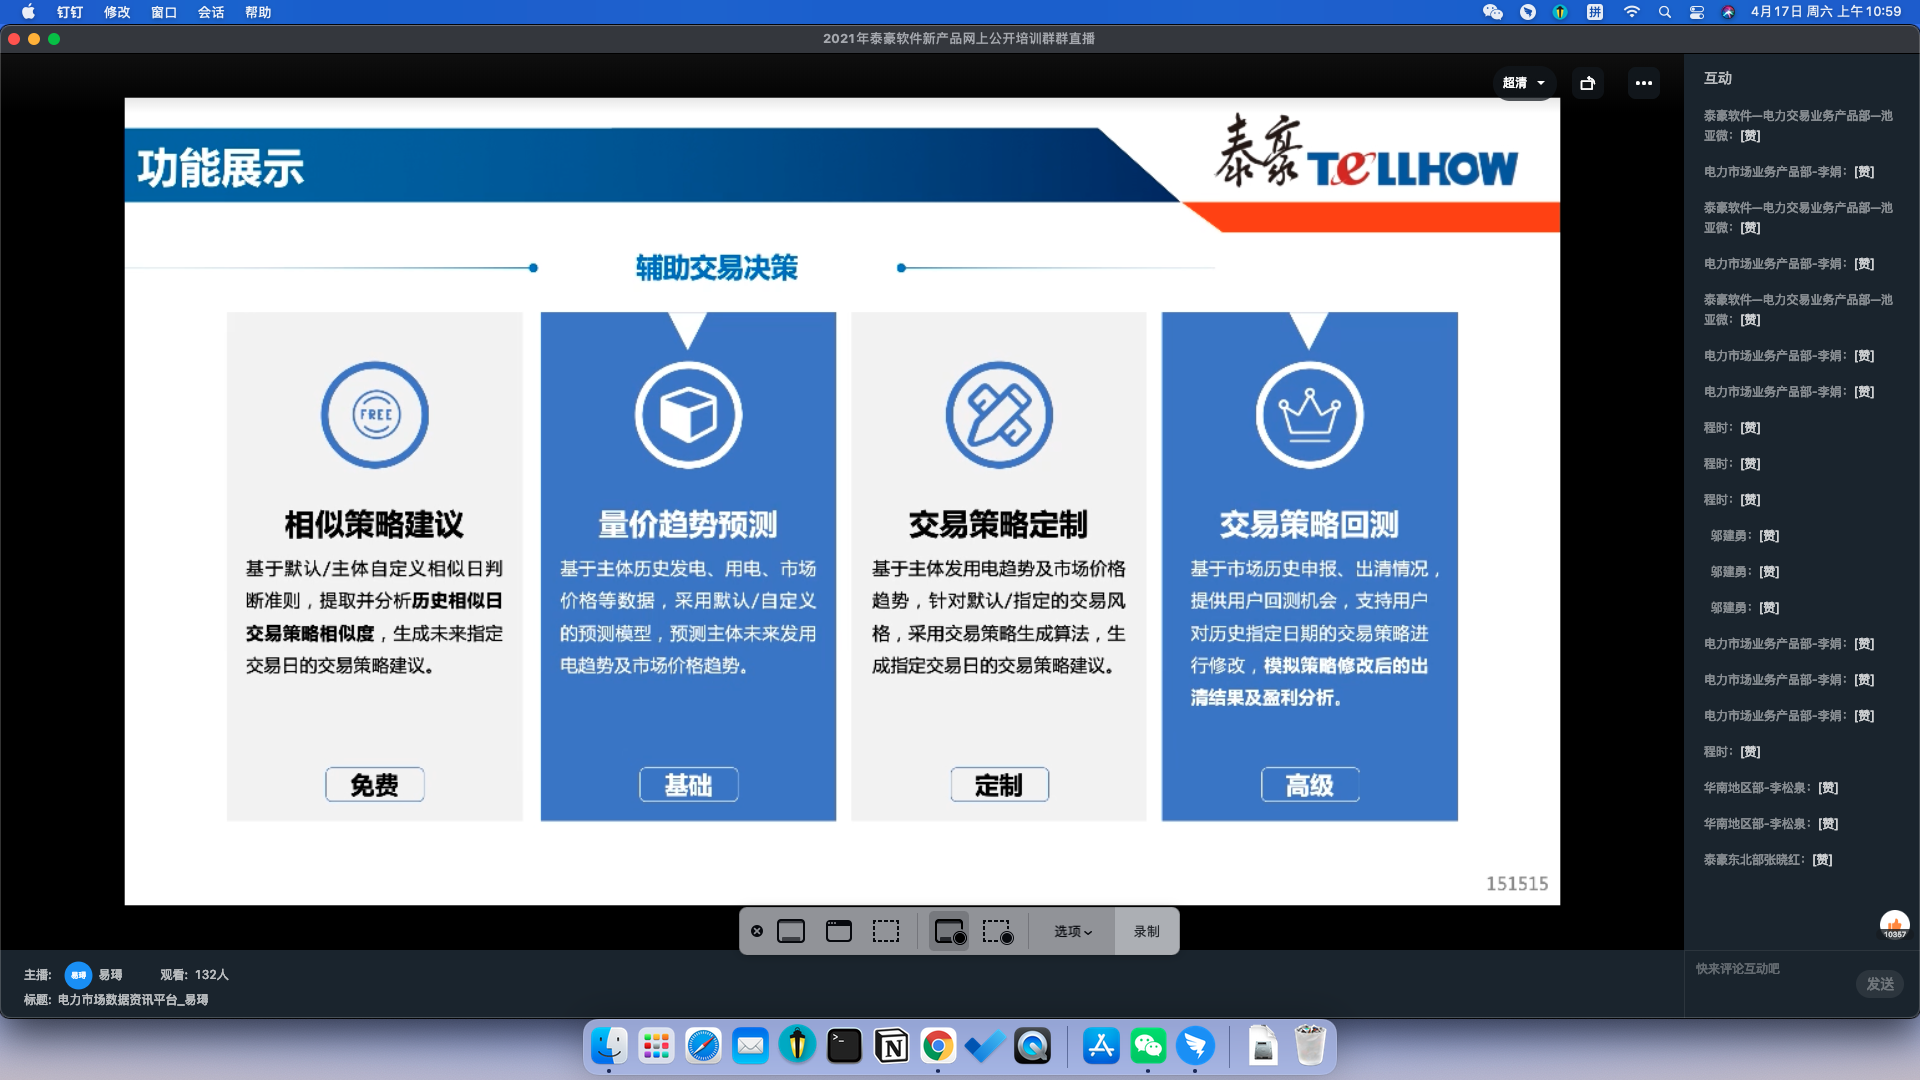 钉钉 修改 窗口 会话 帮助
拼
4月17日 周六 上午10:59
2021年泰豪软件新产品网上公开培训群群直播
超清
功能展示
泰豪 TELLHOW
辅助交易决策
FREE
相似策略建议
基于默认/主体自定义相似日判
断准则，提取并分析历史相似日
交易策略相似度，生成未来指定
交易日的交易策略建议。
免费
量价趋势预测
基于主体历史发电、用电、市场
价格等数据，采用默认/自定义
的预测模型，预测主体未来发用
电趋势及市场价格趋势。
基础
交易策略定制
基于主体发用电趋势及市场价格
趋势，针对默认/指定的交易风
格，采用交易策略生成算法，生
成指定交易日的交易策略建议。
定制
交易策略回测
基于市场历史申报、出清情况，
提供用户回测机会，支持用户
对历史指定日期的交易策略进
行修改，模拟策略修改后的出
清结果及盈利分析。
高级
151515
选项
录制
互动
泰豪软件—电力交易业务产品部—池
亚微：[赞]
电力市场业务产品部-李娟：[赞]
泰豪软件—电力交易业务产品部—池
亚微：[赞]
电力市场业务产品部-李娟：[赞]
泰豪软件—电力交易业务产品部—池
亚微：[赞]
电力市场业务产品部-李娟：[赞]
电力市场业务产品部-李娟：[赞]
程时：[赞]
程时：[赞]
程时：[赞]
邬建勇：[赞]
邬建勇：[赞]
邬建勇：[赞]
电力市场业务产品部-李娟：[赞]
电力市场业务产品部-李娟：[赞]
电力市场业务产品部-李娟：[赞]
程时：[赞]
华南地区部-李松泉：[赞]
华南地区部-李松泉：[赞]
泰豪东北部张晓红：[赞]
10357
快来评论互动吧
发送
主播： 易璕 易璕 观看：132人
标题：电力市场数据资讯平台_易璕